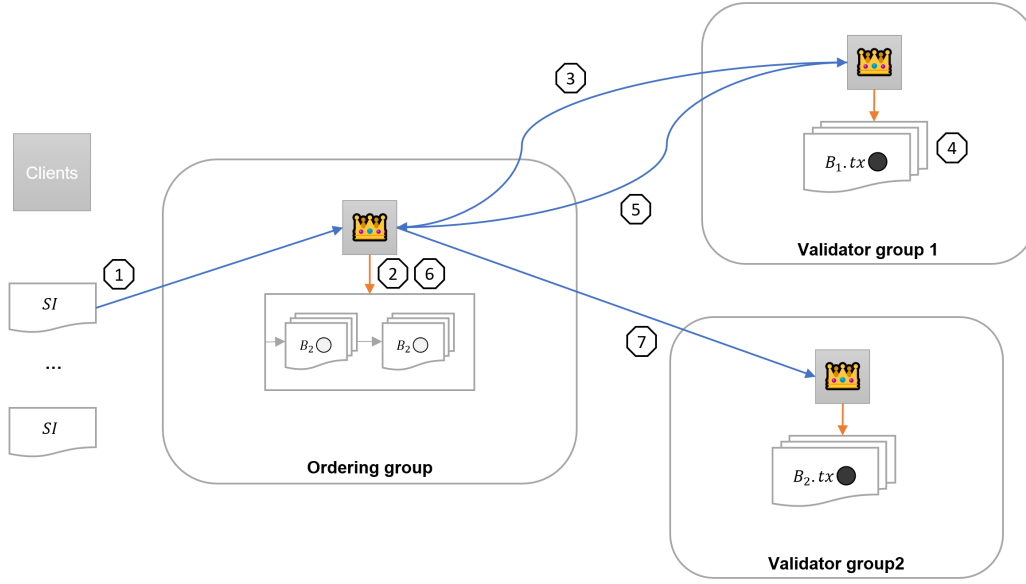 Clients
SI
...
SI
1
2
6
B₂
B₂
Ordering group
3
5
7
B₁.tx
4
Validator group 1
B₂.tx
Validator group2